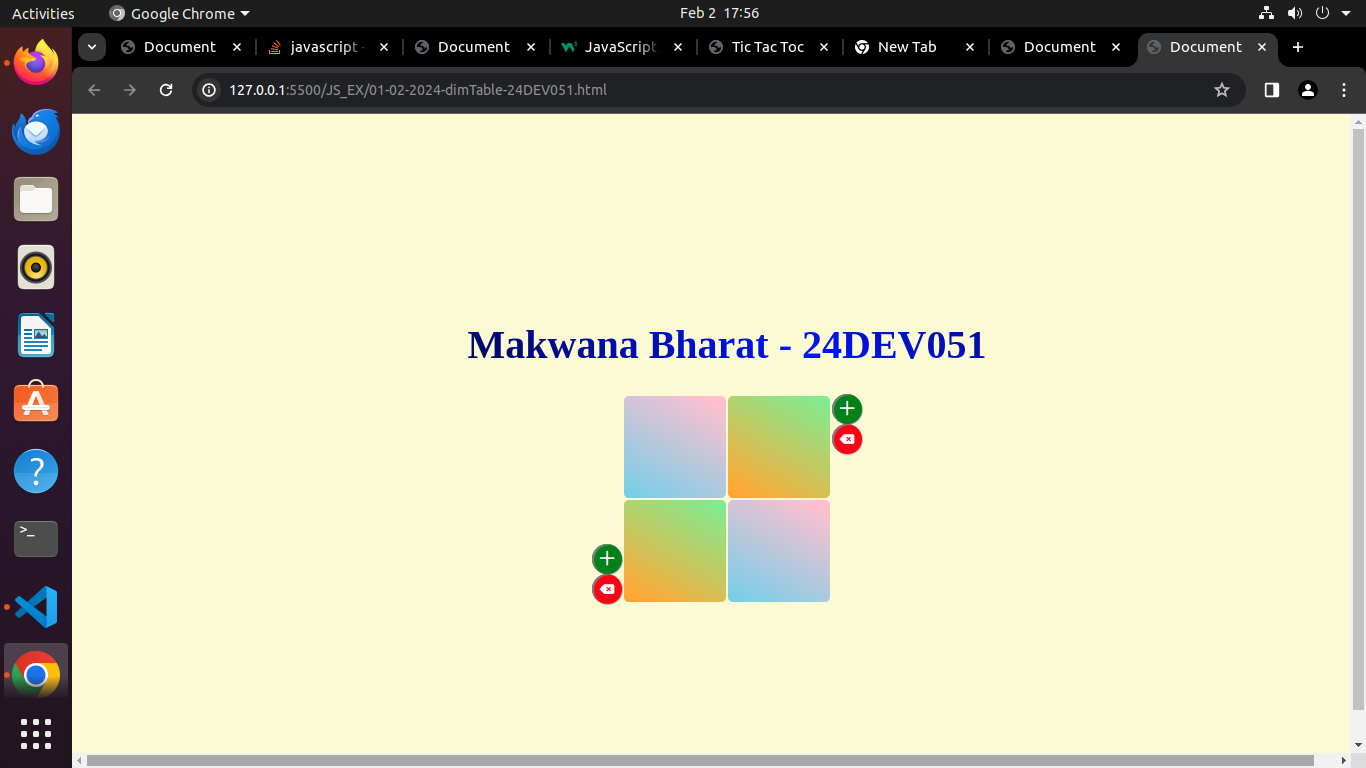 Activities Google Chrome Feb 2 17:56
Document javascript - Document JavaScript Tic Tac Toc New Tab Document Document
127.0.0.1:5500/JS_EX/01-02-2024-dimTable-24DEV051.html
Makwana Bharat - 24DEV051